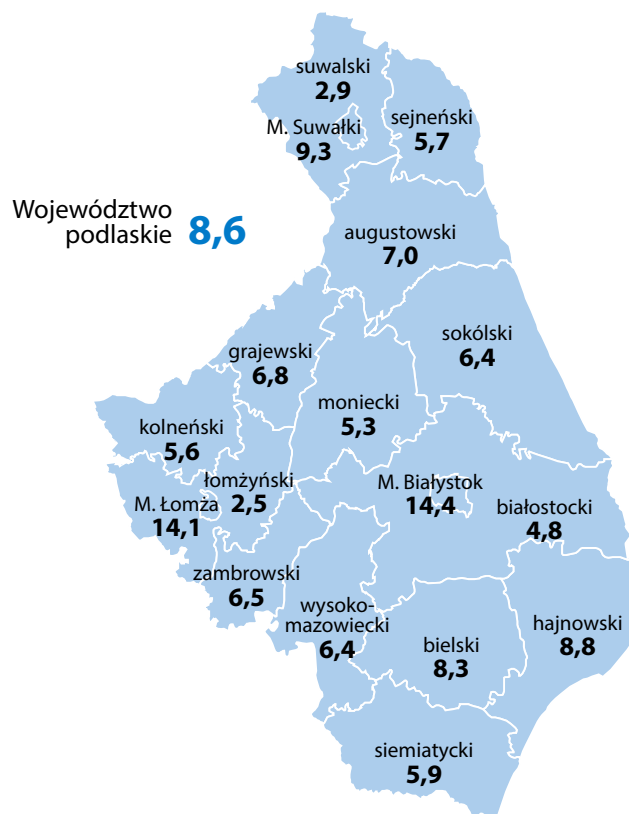 suwalski
2,9
M. Suwałki
9,3
sejneński
5,7
Województwo
podlaskie 8,6
augustowski
7,0
sokólski
6,4
grajewski
6,8
moniecki
5,3
kolneński
5,6
łomżyński
2,5
M. Łomża
14,1
M. Białystok
14,4
białostocki
4,8
zambrowski
6,5
wysoko-
mazowiecki
6,4
bielski
8,3
hajnowski
8,8
siemiatycki
5,9